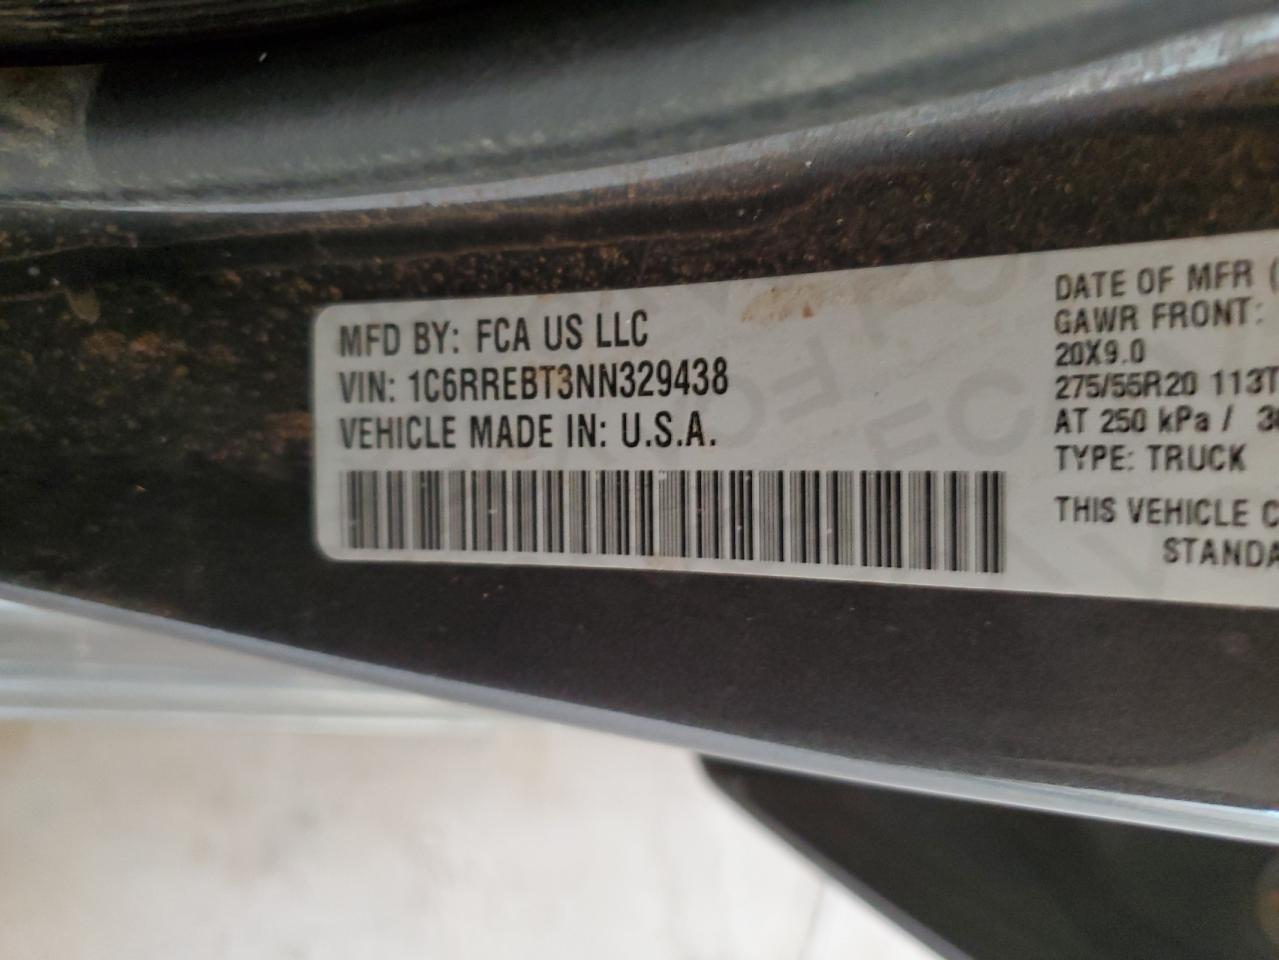 MFD BY: FCA US LLC
VIN: 1C6RREBT3NN329438
VEHICLE MADE IN: U.S.A.
DATE OF MFR (
GAWR FRONT:
20X9.0
275/55R20 113T
AT 250 kPa /
TYPE: TRUCK
THIS VEHICLE C
STANDA